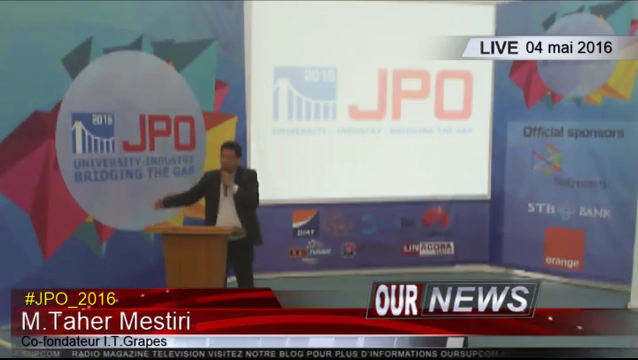 LIVE 04 mai 2016
2016
JPO
UNIVERSITY-INDUSTRY
BRIDGING THE GAP
2016
JPO
UNIVERSITY - INDUSTRY - BRIDGING THE GAP
Official sponsors
Sofrecom
STB BANK
orange
LINAGORA
#JPO_2016
M.Taher Mestiri
Co-fondateur I.T.Grapes
OUR NEWS
RADIO MAGAZINE TELEVISION VISITEZ NOTRE BLOG POUR PLUS D'INFORMATIONS OURSUPCOM